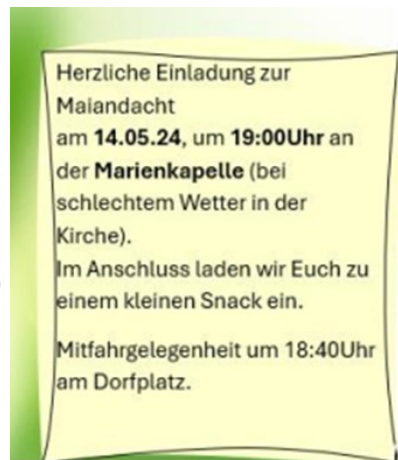 Herzliche Einladung zur
Maiandacht
am 14.05.24, um 19:00Uhr an
der Marienkapelle (bei
schlechtem Wetter in der
Kirche).
Im Anschluss laden wir Euch zu
einem kleinen Snack ein.
Mitfahrgelegenheit um 18:40Uhr
am Dorfplatz.